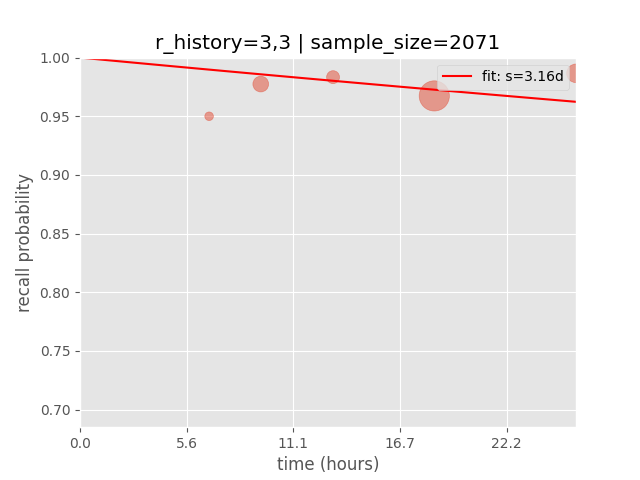 r_history=3,3 | sample_size=2071
fit: s=3.16d
1.00
0.95
0.90
0.85
0.80
0.75
0.70
recall probability
0.0 5.6 11.1 16.7 22.2
time (hours)